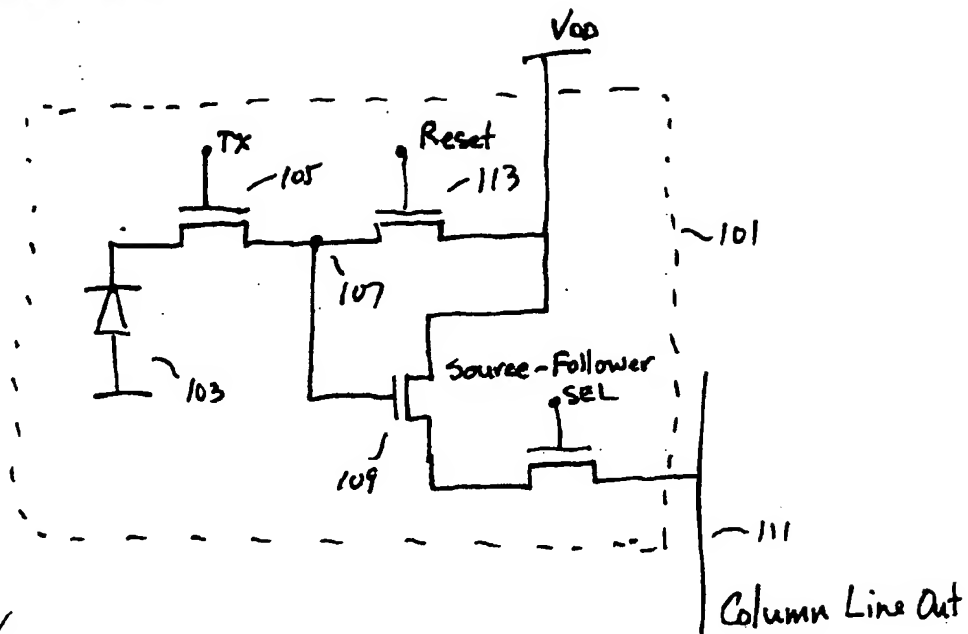 VDD
TX
Reset
105
113
101
107
103
Source-Follower
SEL
109
111
Column Line Out